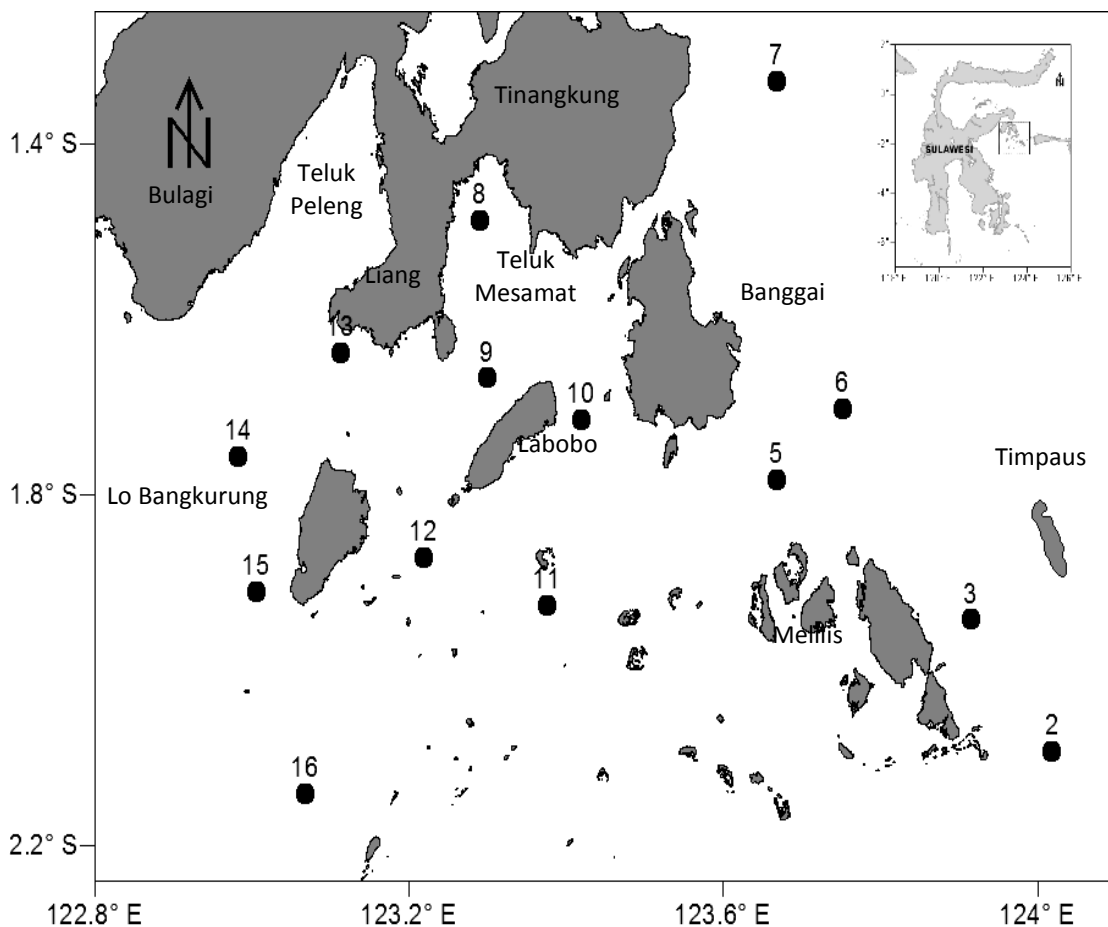 7
Tinangkung
N
1.4° S
Bulagi
Teluk
Peleng
8
Teluk
Mesamat
Liang
Banggai
13
9
10
6
Labobo
14
5
Timpaus
Lo Bangkurung
1.8° S
12
15
11
3
Melilis
2
16
2.2° S
122.8° E
123.2° E
123.6° E
124° E
SULAWESI
N